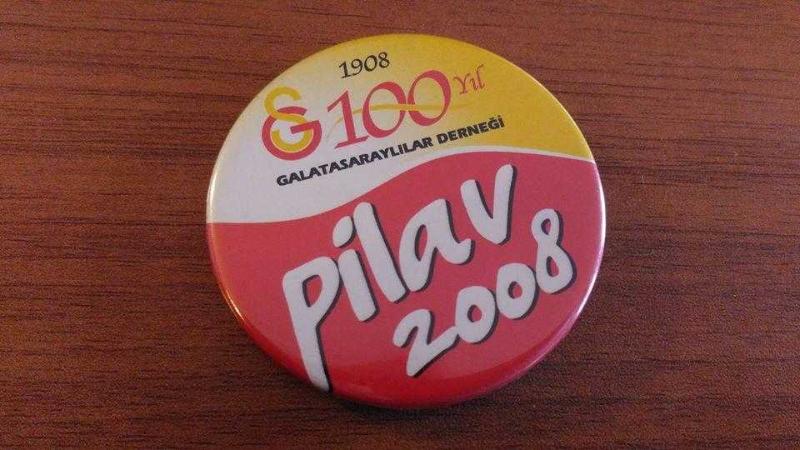 1908
GS 100 Yıl
GALATASARAYLILAR DERNEĞİ
Pilav
2008